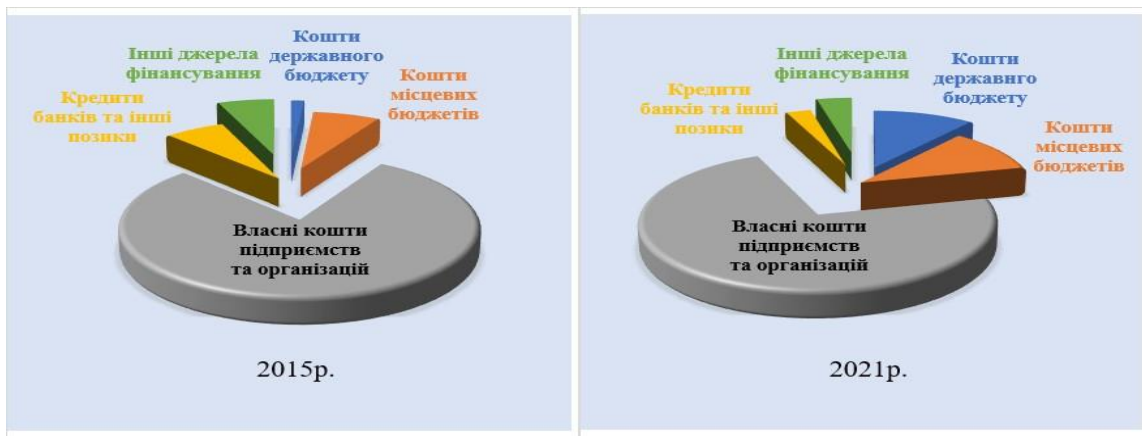 Кошти
державного
бюджету
Інші джерела
фінансування
Кошти
місцевих
бюджетів
Кредити
банків та інші
позики
Власні кошти
підприємств
та організацій
2015р.
Інші джерела
фінансування
Кошти
державнго
бюджету
Кредити
банків та інші
позики
Кошти
місцевих
бюджетів
Власні кошти
підприємств
та організацій
2021р.